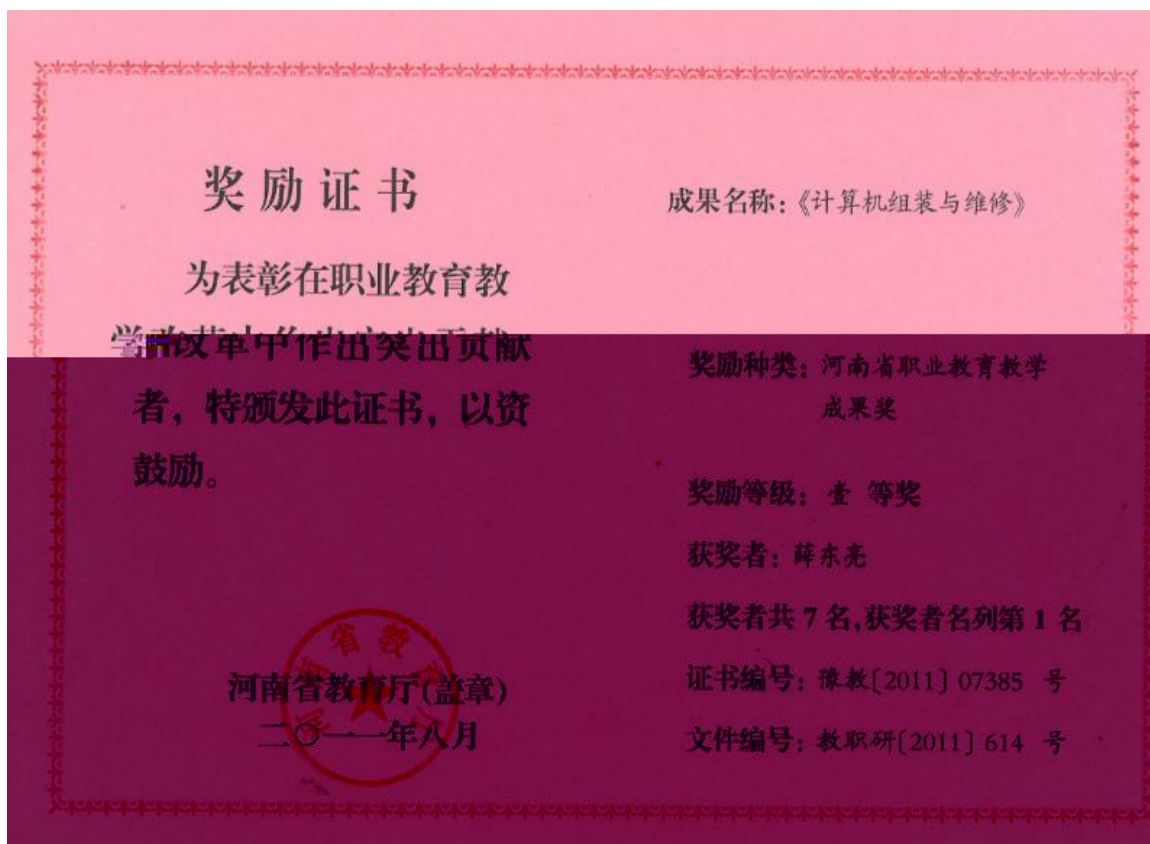 奖励证书
为表彰在职业教育教
学改革中作出突出贡献
者，特颁发此证书，以资
鼓励。
河南省教育厅(盖章)
二〇一一年八月
成果名称：《计算机组装与维修》
奖励种类：河南省职业教育教学
成果奖
奖励等级：壹 等奖
获奖者：薛东亮
获奖者共 7 名,获奖者名列第 1 名
证书编号：豫教[2011] 07385 号
文件编号：教职研[2011] 614 号
河南省教育厅